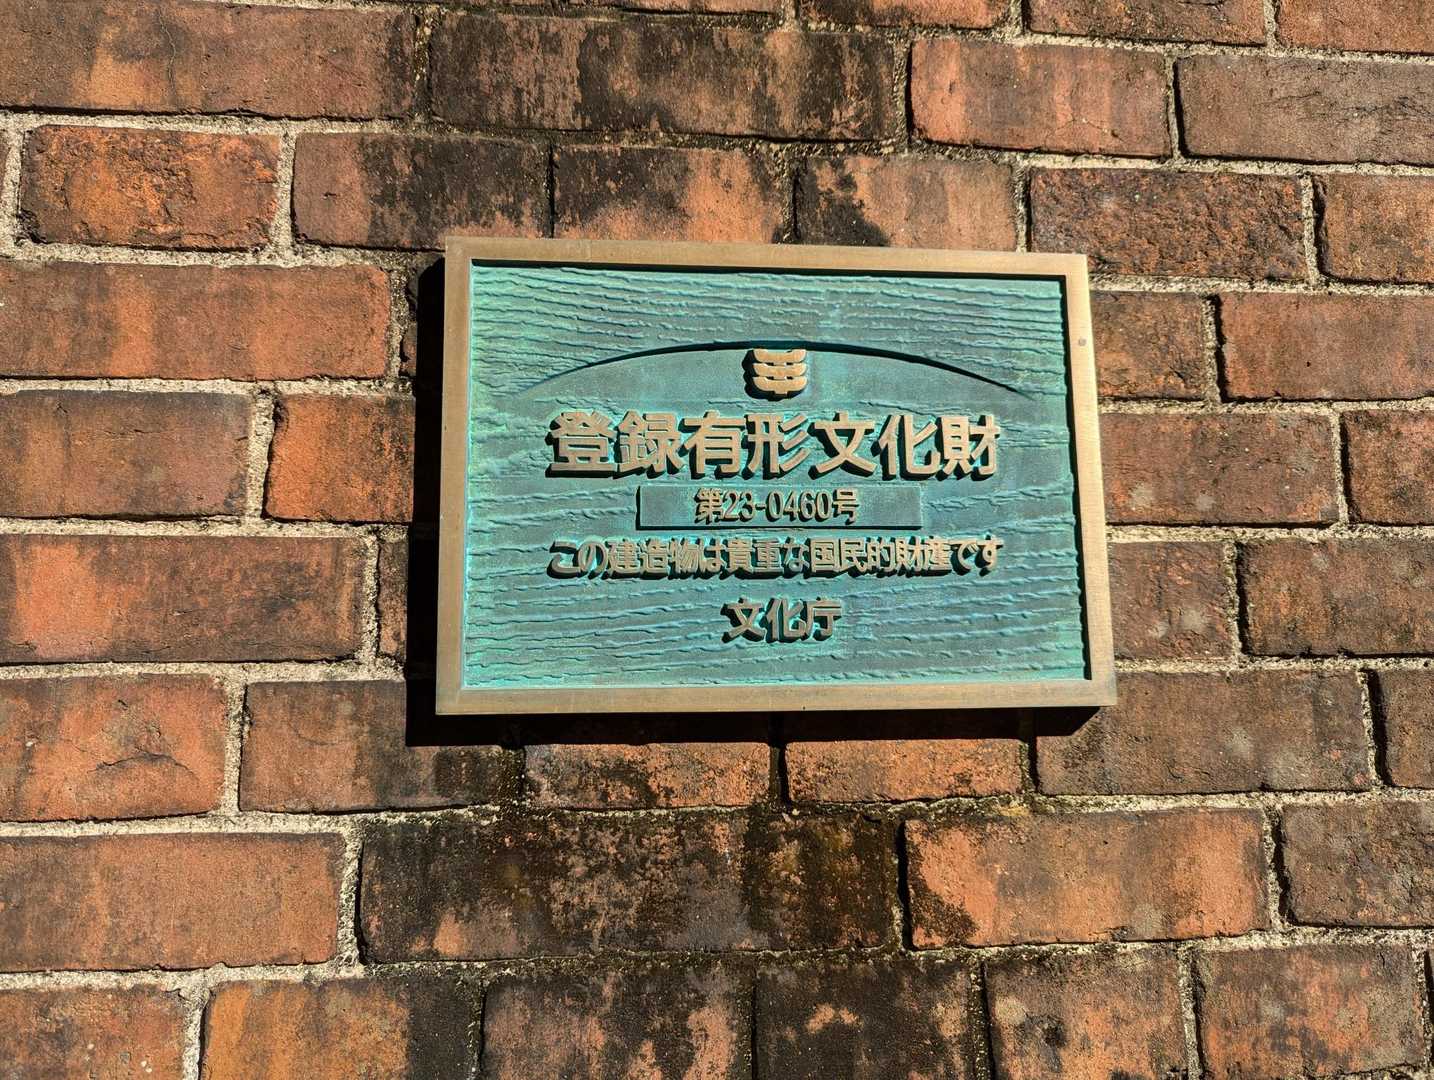 登録有形文化財
第23-0460号
この建造物は貴重な国民的財産です
文化庁